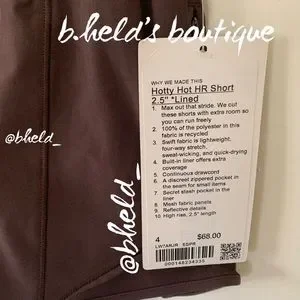 b.held's boutique
WHY WE MADE THIS
Hotty Hot HR Short
2.5" *Lined
1. Max out that stride. We cut
these shorts with extra room so
you can run freely
2. 100% of the polyester in this
fabric is recycled
3. Swift fabric is lightweight,
four-way stretch,
sweat-wicking, and quick-drying
4. Built-in liner offers extra
coverage
5. Continuous drawcord
6. A discreet zippered pocket in
the seam for small items
7. Secret stash pocket in the
liner
8. Mesh fabric panels
9. Reflective details
10. High rise, 2.5" length
@bheld_
@bheld_
4 $68.00
LW7ARJR ESPR
000148234335